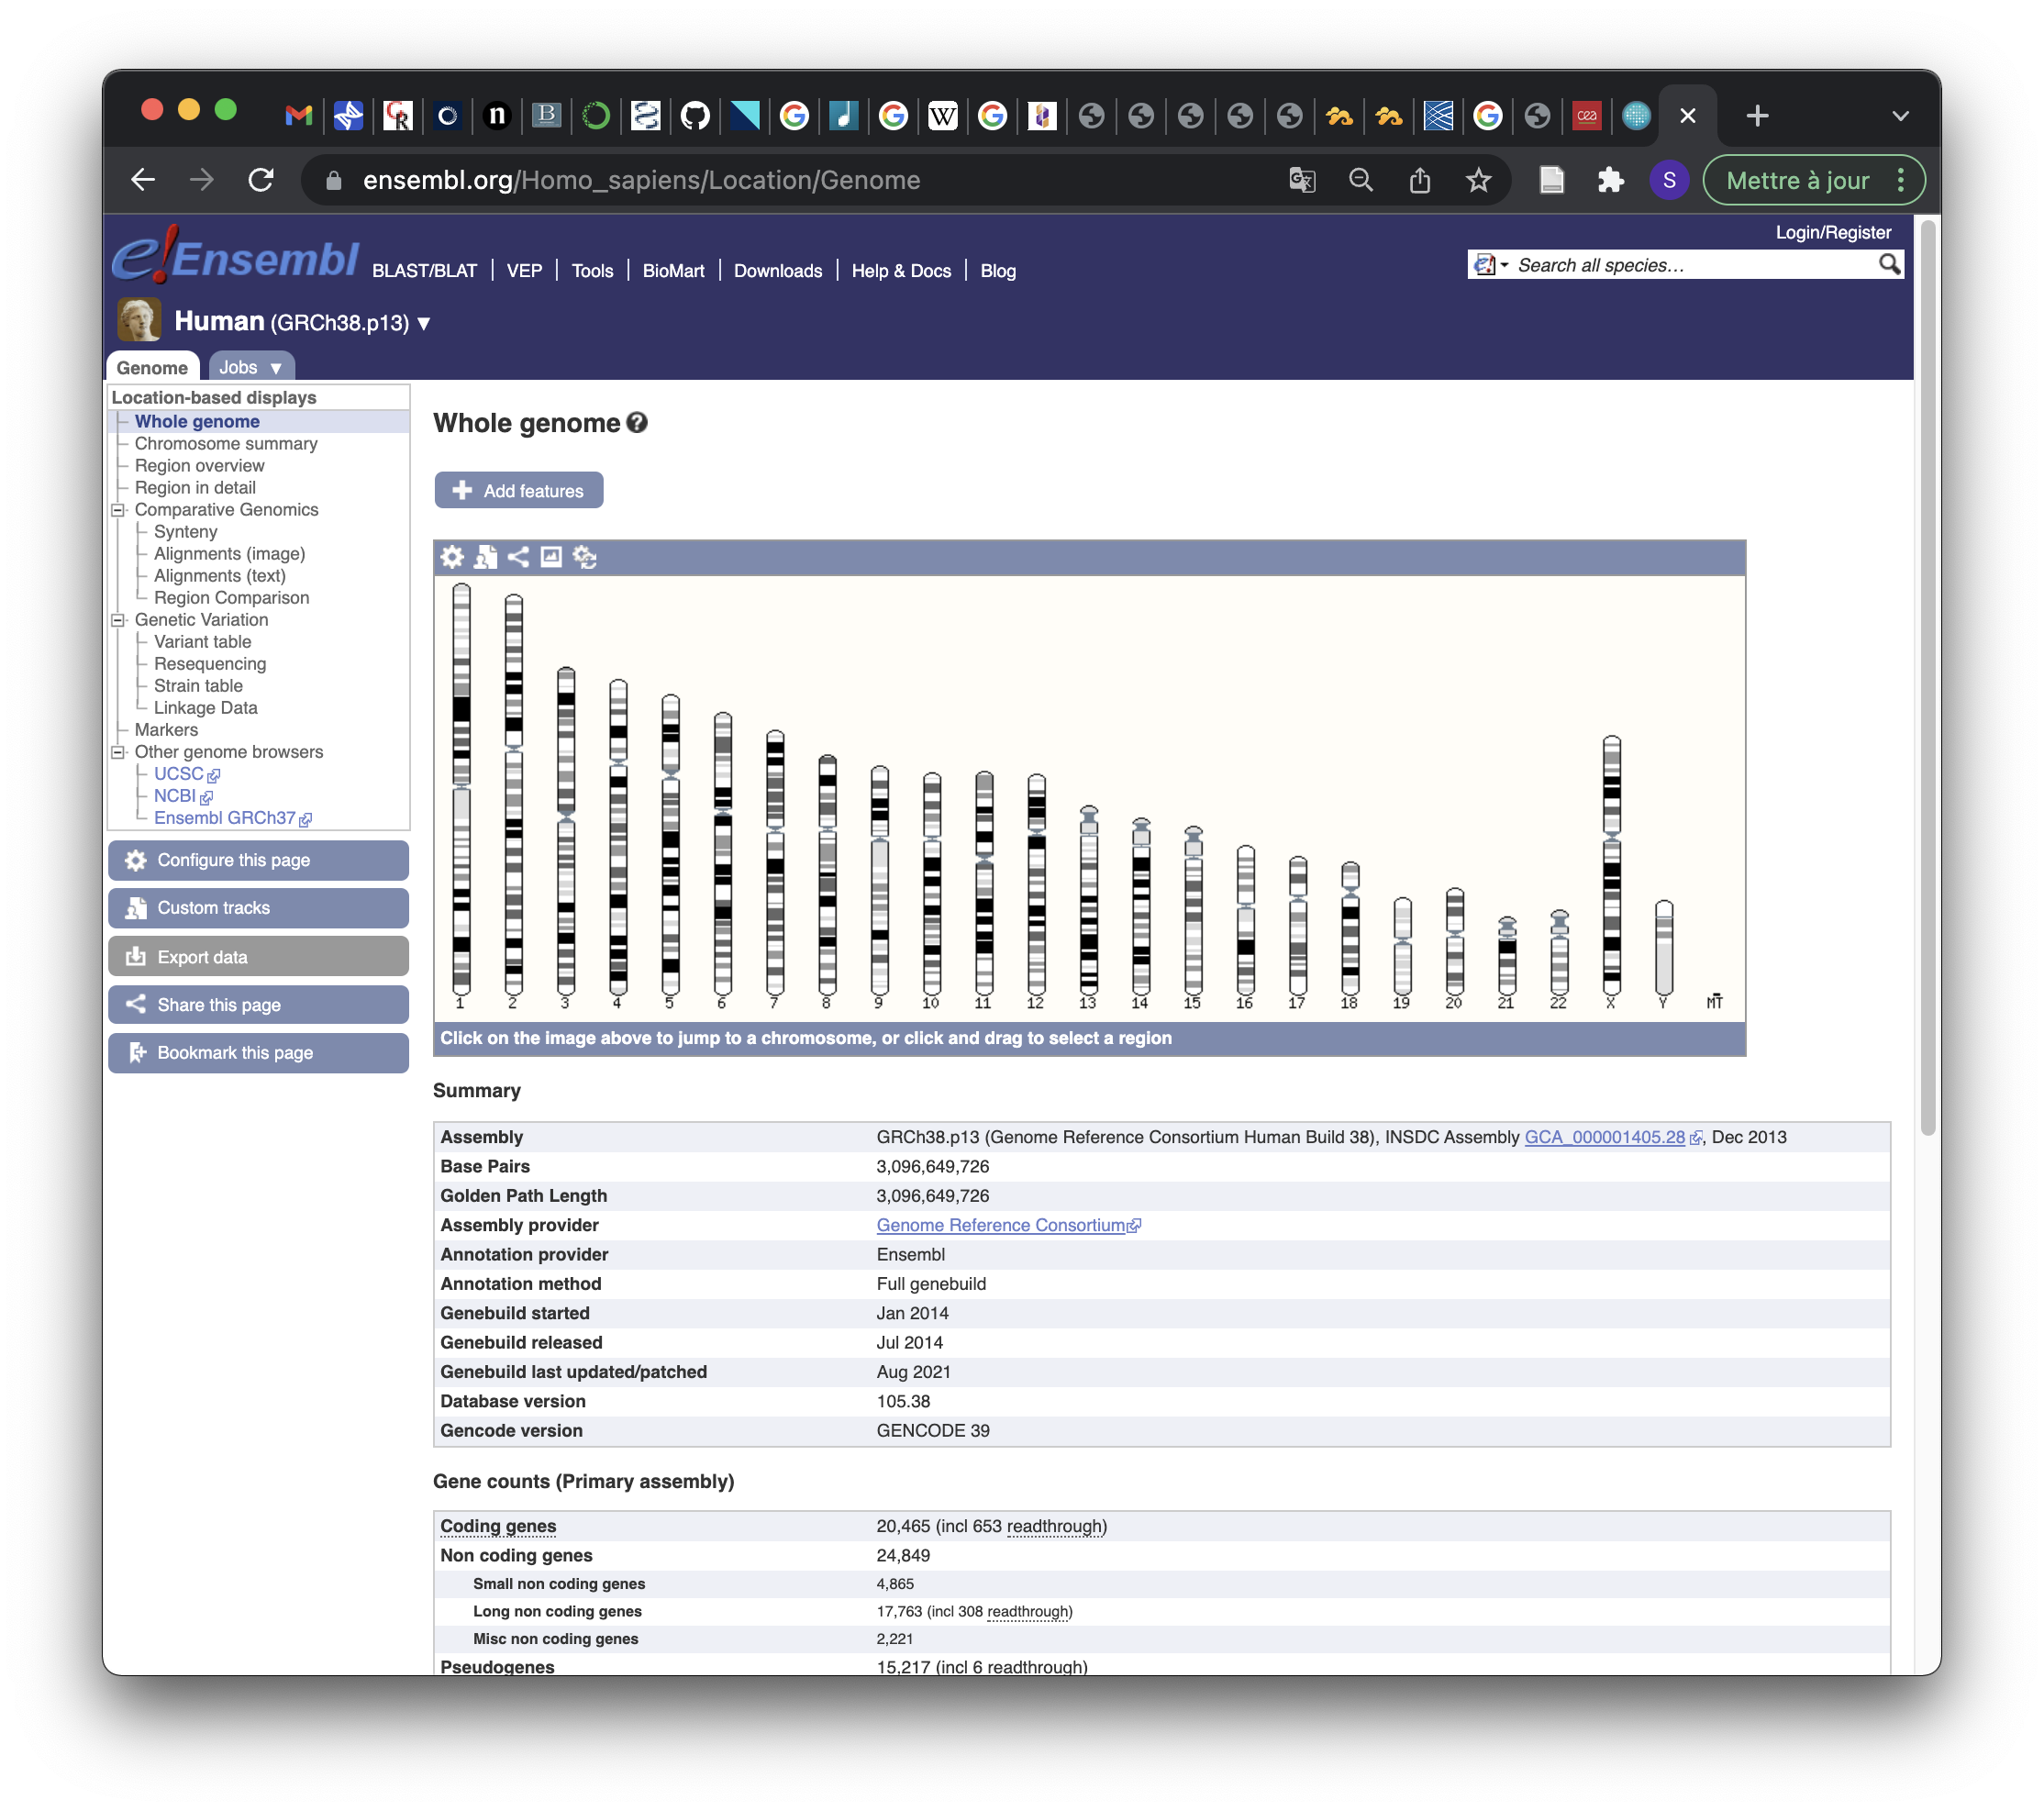 ensembl.org/Homo_sapiens/Location/Genome
Mettre à jour
S
Login/Register
e!Ensembl BLAST/BLAT VEP Tools BioMart Downloads Help & Docs Blog
Search all species…
Human (GRCh38.p13) ▼
Genome Jobs ▼
Location-based displays
Whole genome
Chromosome summary
Region overview
Region in detail
Comparative Genomics
Synteny
Alignments (image)
Alignments (text)
Region Comparison
Genetic Variation
Variant table
Resequencing
Strain table
Linkage Data
Markers
Other genome browsers
UCSC
NCBI
Ensembl GRCh37
Configure this page
Custom tracks
Export data
Share this page
Bookmark this page
Whole genome
Add features
1 2 3 4 5 6 7 8 9 10 11 12 13 14 15 16 17 18 19 20 21 22 X Y MT
Click on the image above to jump to a chromosome, or click and drag to select a region
Summary
Assembly GRCh38.p13 (Genome Reference Consortium Human Build 38), INSDC Assembly GCA_000001405.28, Dec 2013
Base Pairs 3,096,649,726
Golden Path Length 3,096,649,726
Assembly provider Genome Reference Consortium
Annotation provider Ensembl
Annotation method Full genebuild
Genebuild started Jan 2014
Genebuild released Jul 2014
Genebuild last updated/patched Aug 2021
Database version 105.38
Gencode version GENCODE 39
Gene counts (Primary assembly)
Coding genes 20,465 (incl 653 readthrough)
Non coding genes 24,849
Small non coding genes 4,865
Long non coding genes 17,763 (incl 308 readthrough)
Misc non coding genes 2,221
Pseudogenes 15,217 (incl 6 readthrough)